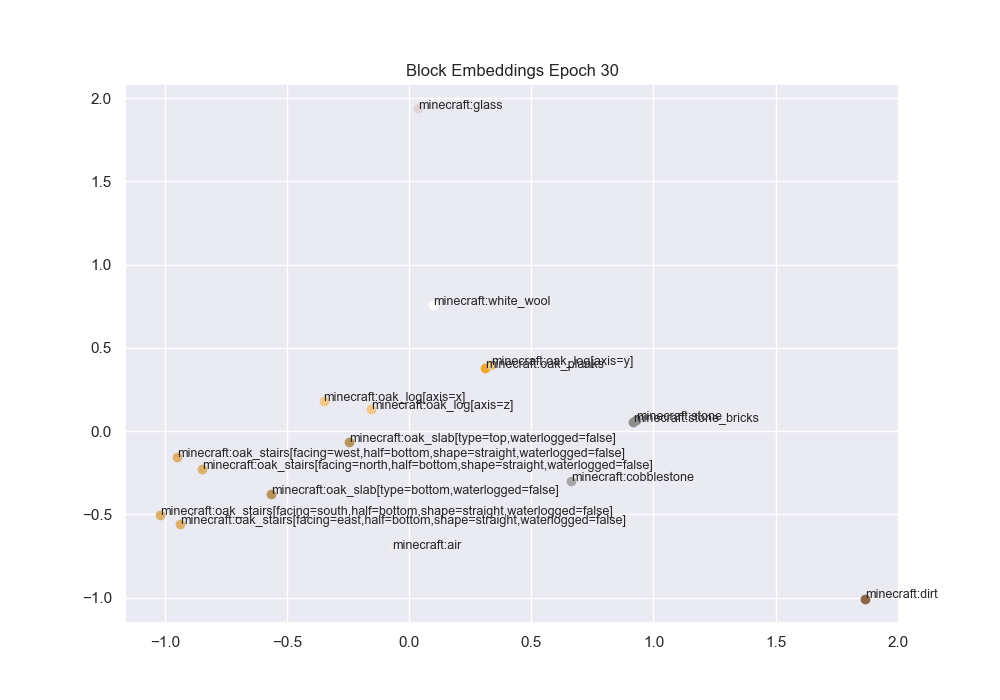 Block Embeddings Epoch 30
2.0
minecraft:glass
1.5
1.0
minecraft:white_wool
0.5
minecraft:oak_log[axis=y]
minecraft:oak_planks
minecraft:oak_log[axis=x]
minecraft:oak_log[axis=z]
minecraft:stone
minecraft:stone_bricks
0.0
minecraft:oak_slab[type=top,waterlogged=false]
minecraft:oak_stairs[facing=west,half=bottom,shape=straight,waterlogged=false]
minecraft:oak_stairs[facing=north,half=bottom,shape=straight,waterlogged=false]
minecraft:cobblestone
minecraft:oak_slab[type=bottom,waterlogged=false]
−0.5
minecraft:oak_stairs[facing=south,half=bottom,shape=straight,waterlogged=false]
minecraft:oak_stairs[facing=east,half=bottom,shape=straight,waterlogged=false]
minecraft:air
−1.0
minecraft:dirt
−1.0 −0.5 0.0 0.5 1.0 1.5 2.0